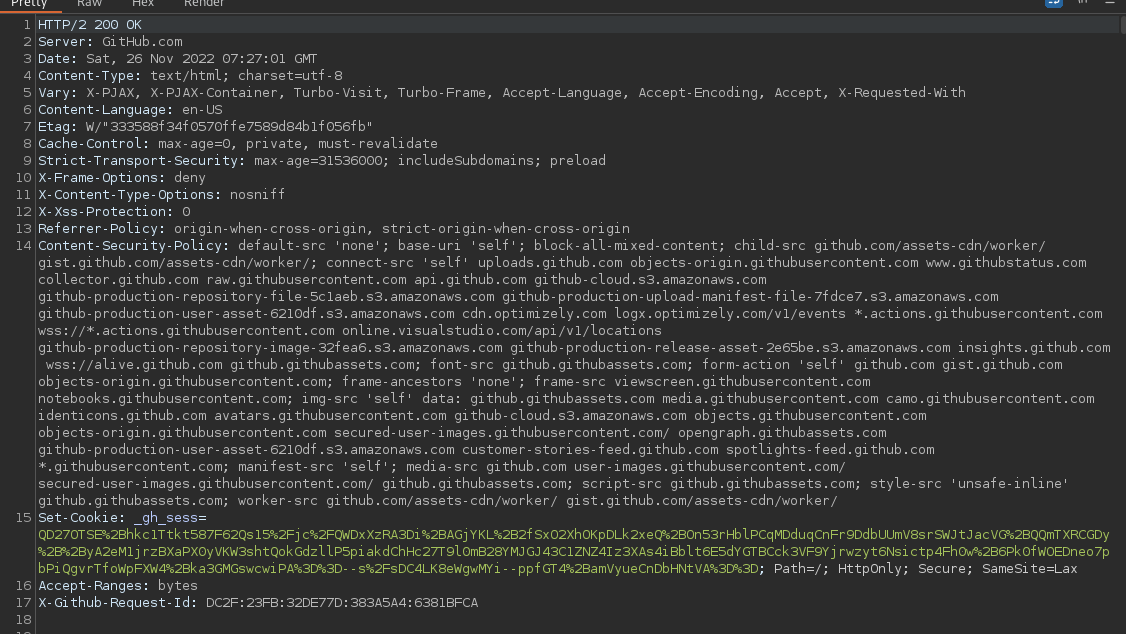 Pretty Raw Hex Render
1 HTTP/2 200 OK
2 Server: GitHub.com
3 Date: Sat, 26 Nov 2022 07:27:01 GMT
4 Content-Type: text/html; charset=utf-8
5 Vary: X-PJAX, X-PJAX-Container, Turbo-Visit, Turbo-Frame, Accept-Language, Accept-Encoding, Accept, X-Requested-With
6 Content-Language: en-US
7 Etag: W/"333588f34f0570ffe7589d84b1f056fb"
8 Cache-Control: max-age=0, private, must-revalidate
9 Strict-Transport-Security: max-age=31536000; includeSubdomains; preload
10 X-Frame-Options: deny
11 X-Content-Type-Options: nosniff
12 X-Xss-Protection: 0
13 Referrer-Policy: origin-when-cross-origin, strict-origin-when-cross-origin
14 Content-Security-Policy: default-src 'none'; base-uri 'self'; block-all-mixed-content; child-src github.com/assets-cdn/worker/
gist.github.com/assets-cdn/worker/; connect-src 'self' uploads.github.com objects-origin.githubusercontent.com www.githubstatus.com
collector.github.com raw.githubusercontent.com api.github.com github-cloud.s3.amazonaws.com
github-production-repository-file-5c1aeb.s3.amazonaws.com github-production-upload-manifest-file-7fdce7.s3.amazonaws.com
github-production-user-asset-6210df.s3.amazonaws.com cdn.optimizely.com logx.optimizely.com/v1/events *.actions.githubusercontent.com
wss://*.actions.githubusercontent.com online.visualstudio.com/api/v1/locations
github-production-repository-image-32fea6.s3.amazonaws.com github-production-release-asset-2e65be.s3.amazonaws.com insights.github.com
wss://alive.github.com github.githubassets.com; font-src github.githubassets.com; form-action 'self' github.com gist.github.com
objects-origin.githubusercontent.com; frame-ancestors 'none'; frame-src viewscreen.githubusercontent.com
notebooks.githubusercontent.com; img-src 'self' data: github.githubassets.com media.githubusercontent.com camo.githubusercontent.com
identicons.github.com avatars.githubusercontent.com github-cloud.s3.amazonaws.com objects.githubusercontent.com
objects-origin.githubusercontent.com secured-user-images.githubusercontent.com/ opengraph.githubassets.com
github-production-user-asset-6210df.s3.amazonaws.com customer-stories-feed.github.com spotlights-feed.github.com
*.githubusercontent.com; manifest-src 'self'; media-src github.com user-images.githubusercontent.com/
secured-user-images.githubusercontent.com/ github.githubassets.com; script-src github.githubassets.com; style-src 'unsafe-inline'
github.githubassets.com; worker-src github.com/assets-cdn/worker/ gist.github.com/assets-cdn/worker/
15 Set-Cookie: _gh_sess=
QD27OTSE%2Bhkc1Ttkt587F62Qs15%2Fjc%2FQWDxXzRA3Di%2BAGjYKL%2B2fSxO2XhOKpDLk2xeQ%2BOn53rHblPCqMDduqCnFr9DdbUUmV8srSWJtJacVG%2BQQmTXRCGDy
%2B%2ByA2eM1jrzBXaPXOyVKW3shtQokGdzllP5piakdChHc27T9l0mB28YMJGJ43C1ZNZ4Iz3XAs4iBblt6E5dYGTBCck3VF9Yjrwzyt6Nsictp4Fh0w%2B6Pk0fWOEDneo7p
bPiQgvrTfoWpFXW4%2Bka3GMGswcwiPA%3D%3D--s%2FsDC4LK8eWgwMYi--ppfGT4%2BamVyueCnDbHNtVA%3D%3D; Path=/; HttpOnly; Secure; SameSite=Lax
16 Accept-Ranges: bytes
17 X-Github-Request-Id: DC2F:23FB:32DE77D:383A5A4:6381BFCA
18